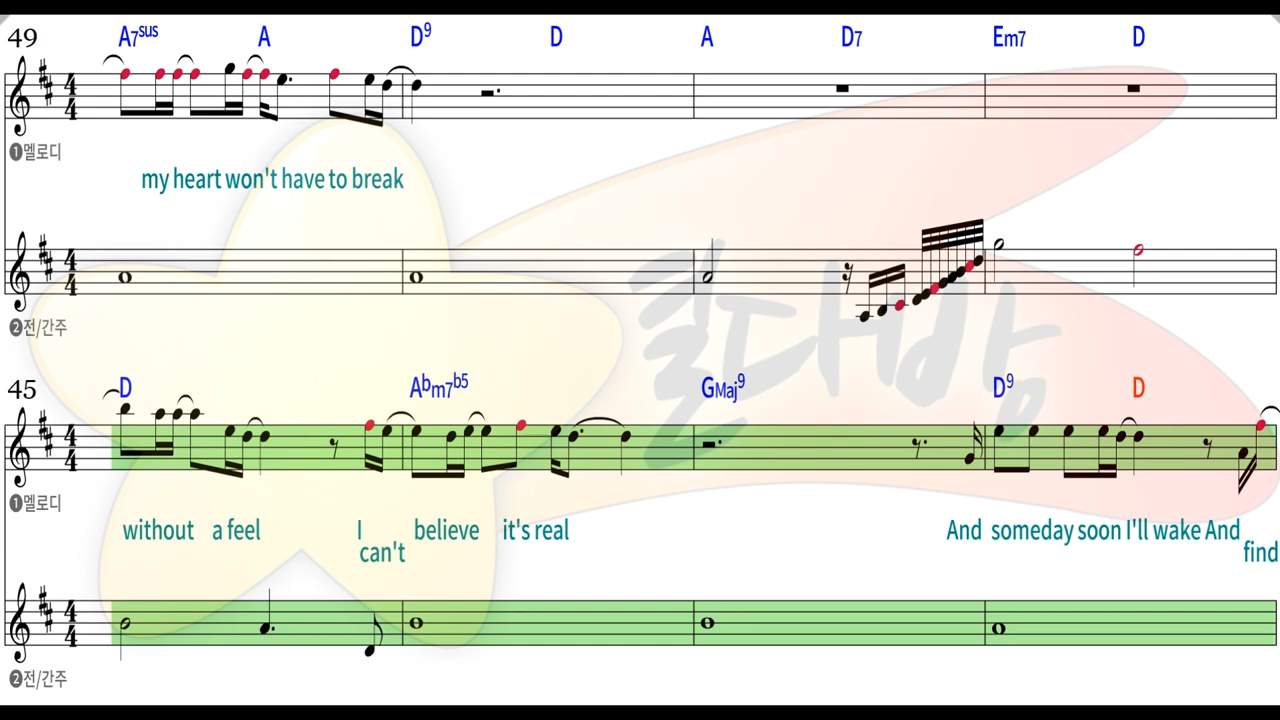 49
A7sus A D9 D A D7 Em7 D
❶멜로디
my heart won't have to break
❷전/간주
45
D Abm7b5 GMaj9 D9 D
❶멜로디
without a feel I believe it's real And someday soon I'll wake And
can't find
❷전/간주